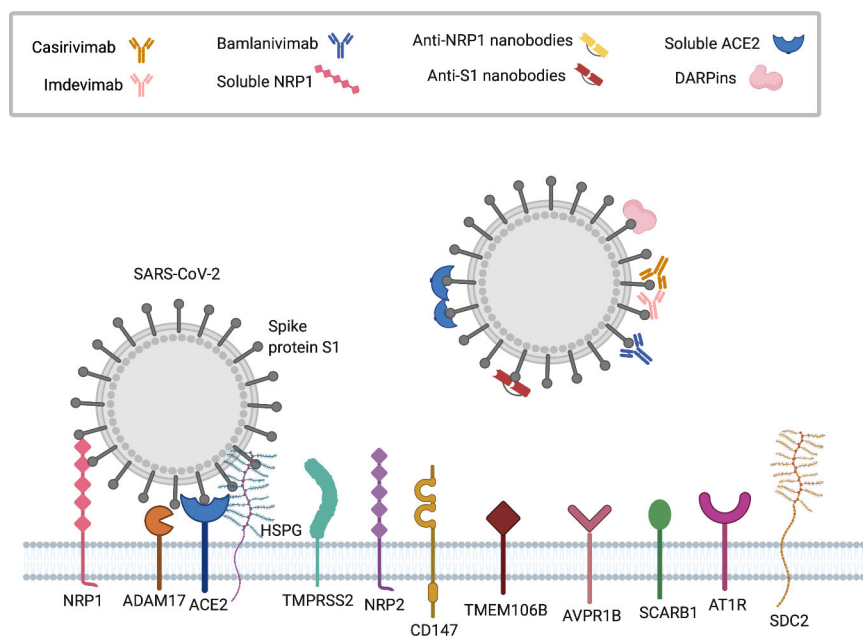 Casirivimab
Bamlanivimab
Anti-NRP1 nanobodies
Soluble ACE2
Imdevimab
Soluble NRP1
Anti-S1 nanobodies
DARPins
SARS-CoV-2
Spike
protein S1
HSPG
NRP1
ADAM17
ACE2
TMPRSS2
NRP2
CD147
TMEM106B
AVPR1B
SCARB1
AT1R
SDC2